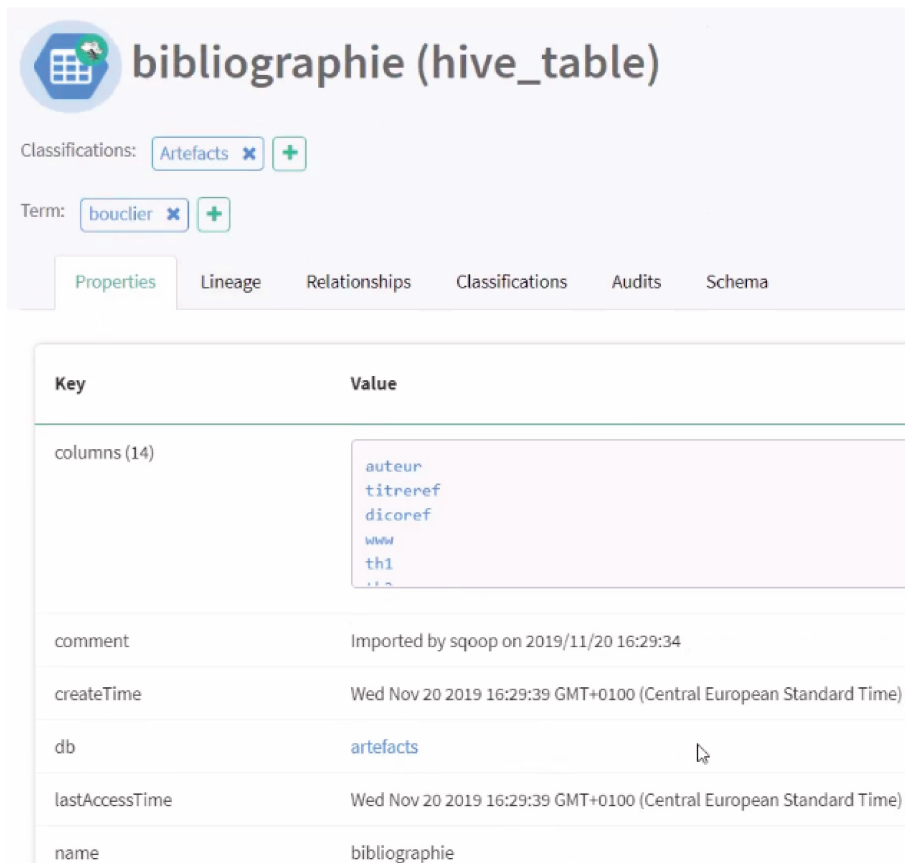 bibliographie (hive_table)
Classifications: Artefacts ✖ +
Term: bouclier ✖ +
Properties Lineage Relationships Classifications Audits Schema
Key Value
columns (14)
auteur
titreref
dicoref
www
th1
comment Imported by sqoop on 2019/11/20 16:29:34
createTime Wed Nov 20 2019 16:29:39 GMT+0100 (Central European Standard Time)
db artefacts
lastAccessTime Wed Nov 20 2019 16:29:39 GMT+0100 (Central European Standard Time)
name bibliographie